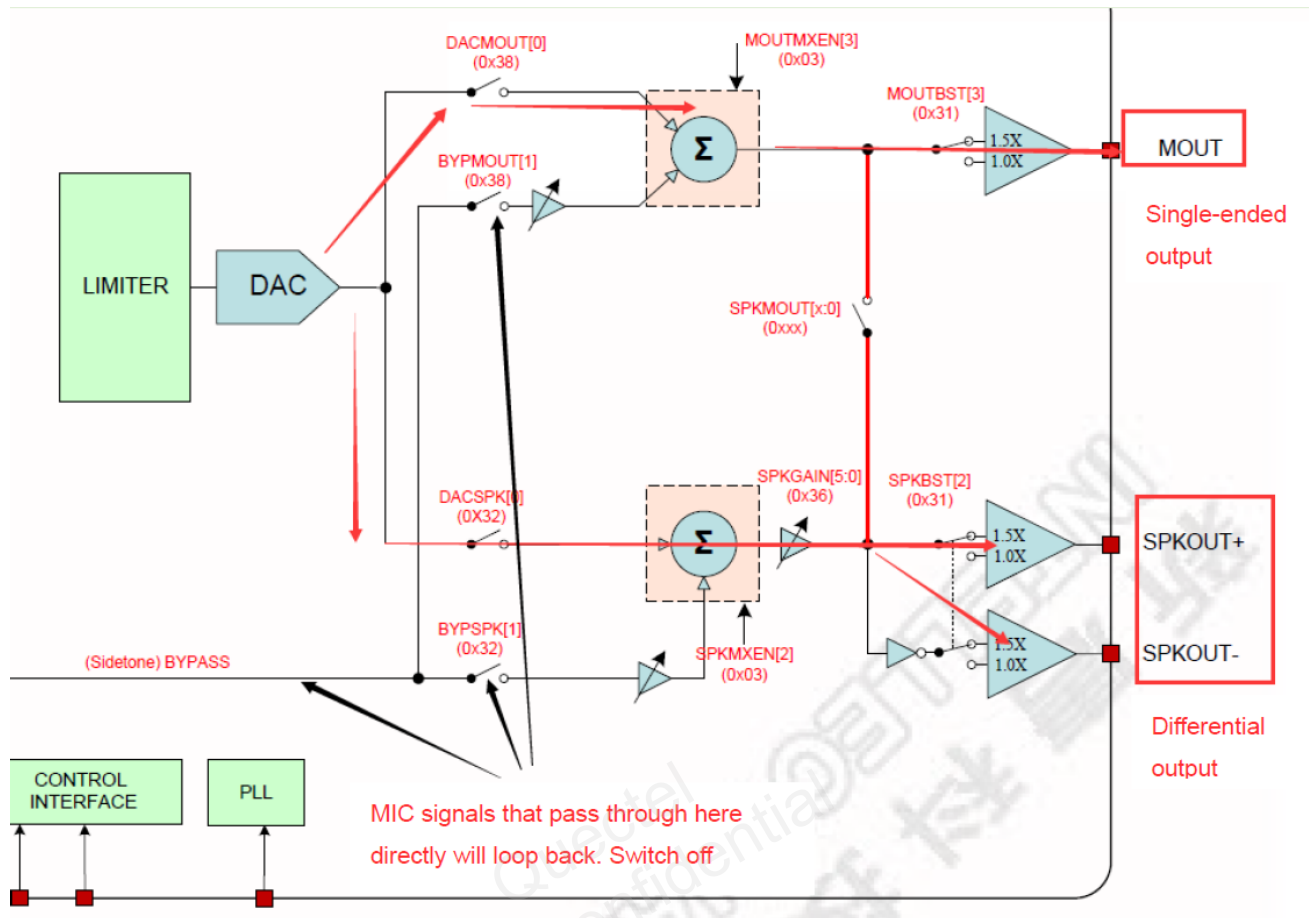 DACMOUT[0]
(0x38)
MOUTMXEN[3]
(0x03)
MOUTBST[3]
(0x31)
Σ
1.5X
1.0X
MOUT
BYPMOUT[1]
(0x38)
Single-ended
output
LIMITER
DAC
SPKMOUT[x:0]
(0xxx)
SPKGAIN[5:0]
(0x36)
SPKBST[2]
(0x31)
DACSPK[0]
(0X32)
Σ
1.5X
1.0X
SPKOUT+
BYPSPK[1]
(0x32)
(Sidetone) BYPASS
SPKMXEN[2]
(0x03)
1.5X
1.0X
SPKOUT-
Differential
output
CONTROL
INTERFACE
PLL
MIC signals that pass through here
directly will loop back. Switch off
Quectel
Confidential